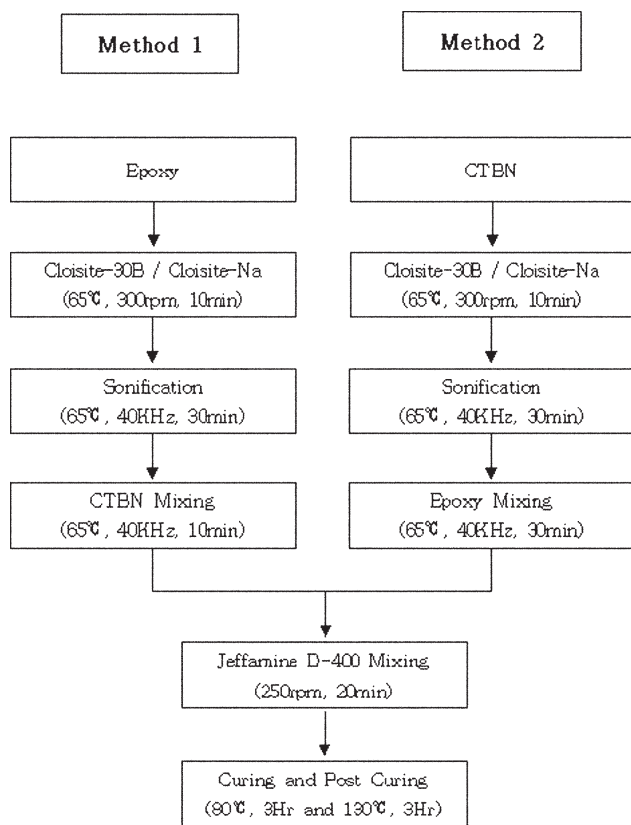 Method 1
Method 2
Epoxy
CTBN
Cloisite-30B / Cloisite-Na
(65℃, 300rpm, 10min)
Cloisite-30B / Cloisite-Na
(65℃, 300rpm, 10min)
Sonification
(65℃, 40KHz, 30min)
Sonification
(65℃, 40KHz, 30min)
CTBN Mixing
(65℃, 40KHz, 10min)
Epoxy Mixing
(65℃, 40KHz, 30min)
Jeffamine D-400 Mixing
(250rpm, 20min)
Curing and Post Curing
(80℃, 3Hr and 130℃, 3Hr)